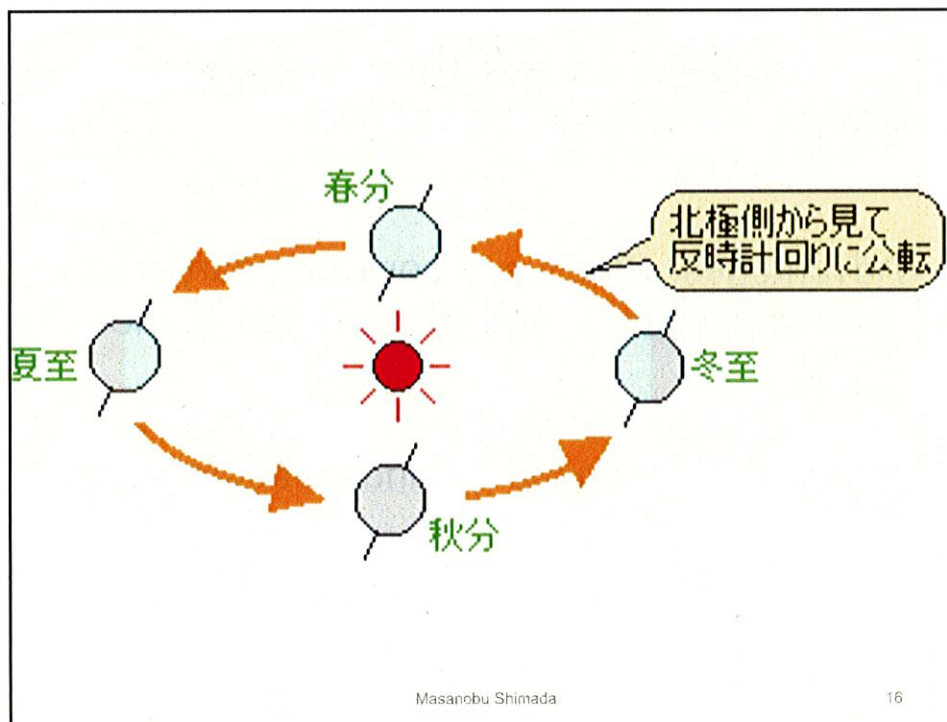 春分
北極側から見て
反時計回りに公転
夏至
冬至
秋分
Masanobu Shimada
16